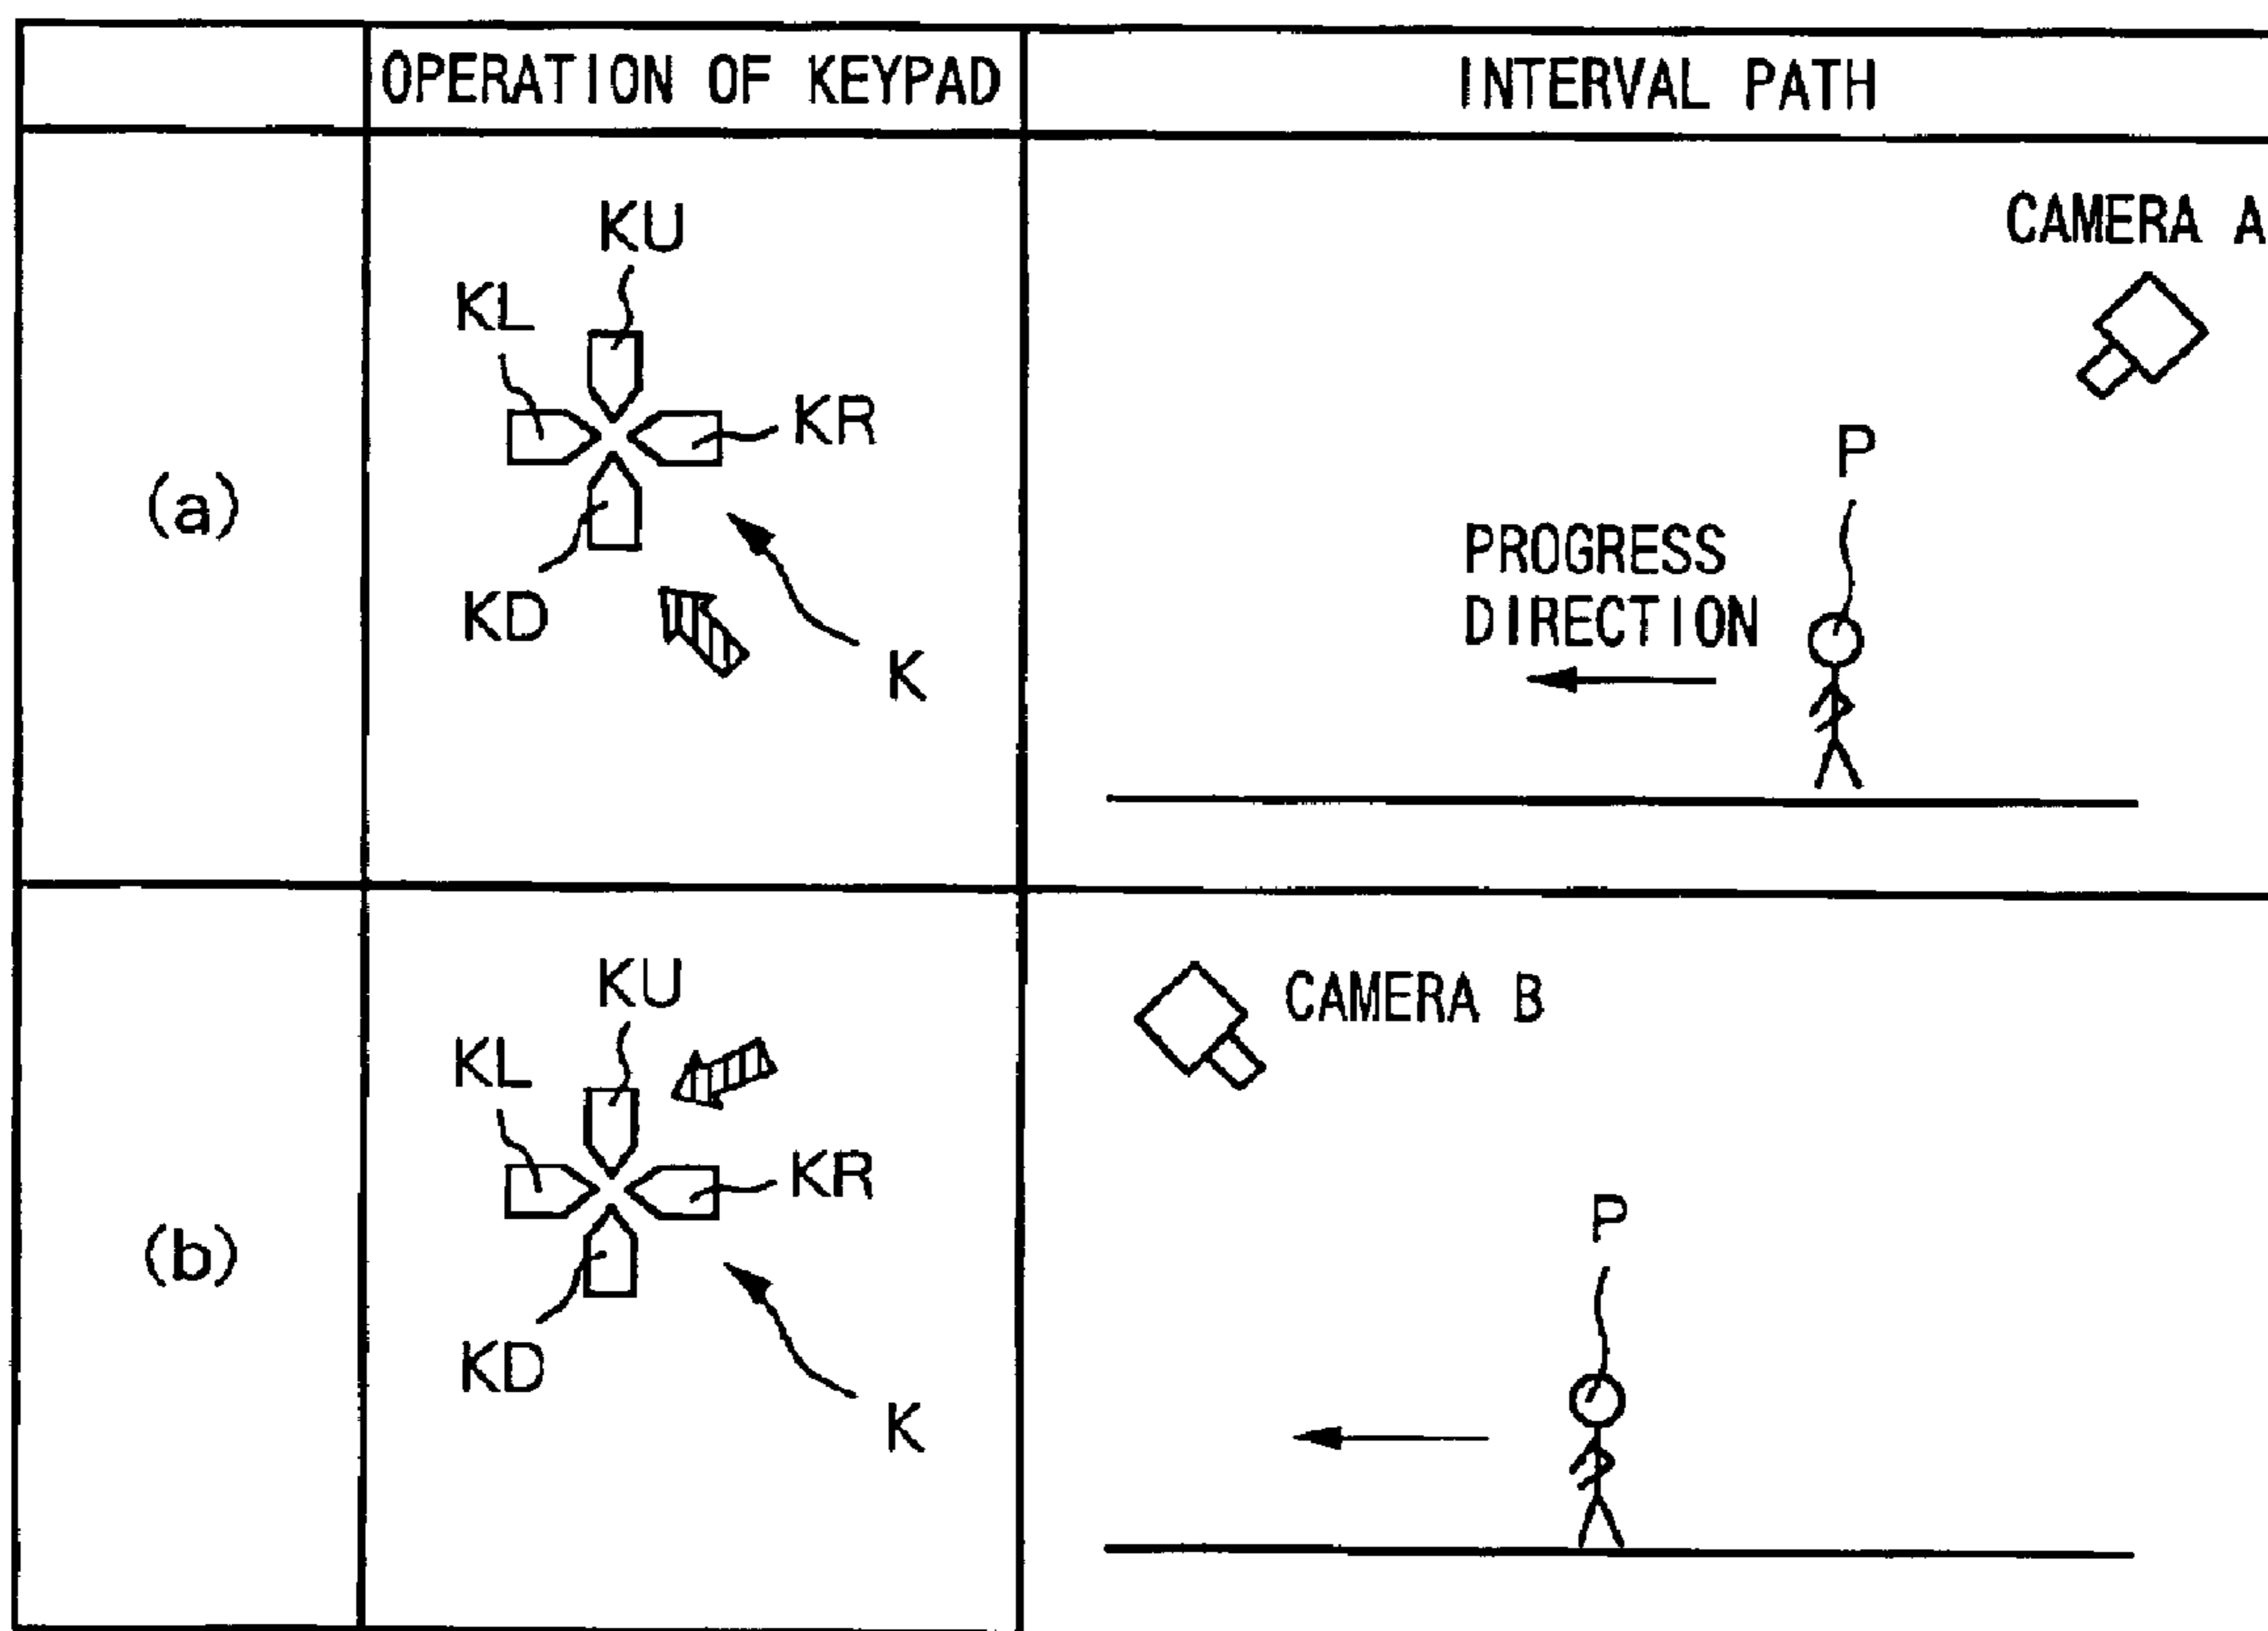 OPERATION OF KEYPAD
INTERVAL PATH
(a)
KU
KL
KR
KD
K
CAMERA A
P
PROGRESS
DIRECTION
(b)
KU
KL
KR
KD
K
CAMERA B
P